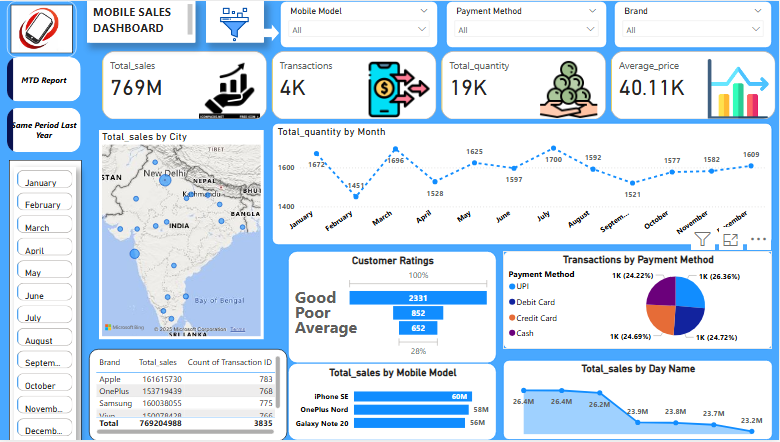 MOBILE SALES
DASHBOARD
Mobile Model
All
Payment Method
All
Brand
All
MTD Report
Same Period Last
Year
Total_sales
769M
Transactions
4K
Total_quantity
19K
Average_price
40.11K
January
February
March
April
May
June
July
August
Septem...
October
Novemb...
Decemb...
Total_sales by City
TIBET
STAN
New Delhi
NEPAL
Kathmandu
BHU
BANGLA
INDIA
Bay of Bengal
Microsoft Bing
© 2025 Microsoft Corporation Terms
SRI LANKA
Total_quantity by Month
1600
1400
1672
1451
1696
1528
1625
1597
1700
1592
1521
1577
1582
1609
January
February
March
April
May
June
July
August
Septem...
October
November
Customer Ratings
100%
Good 2331
Poor 852
Average 652
28%
Transactions by Payment Method
Payment Method
UPI
Debit Card
Credit Card
Cash
1K (24.22%)
1K (26.36%)
1K (24.69%)
1K (24.72%)
Brand Total_sales Count of Transaction ID
Apple 161615730 783
OnePlus 153719439 768
Samsung 160038055 775
Vivo 150078428 766
Total 769204988 3835
Total_sales by Mobile Model
iPhone SE 60M
OnePlus Nord 58M
Galaxy Note 20 56M
Total_sales by Day Name
26.4M
26.4M
26.2M
23.9M
23.8M
23.7M
23.2M